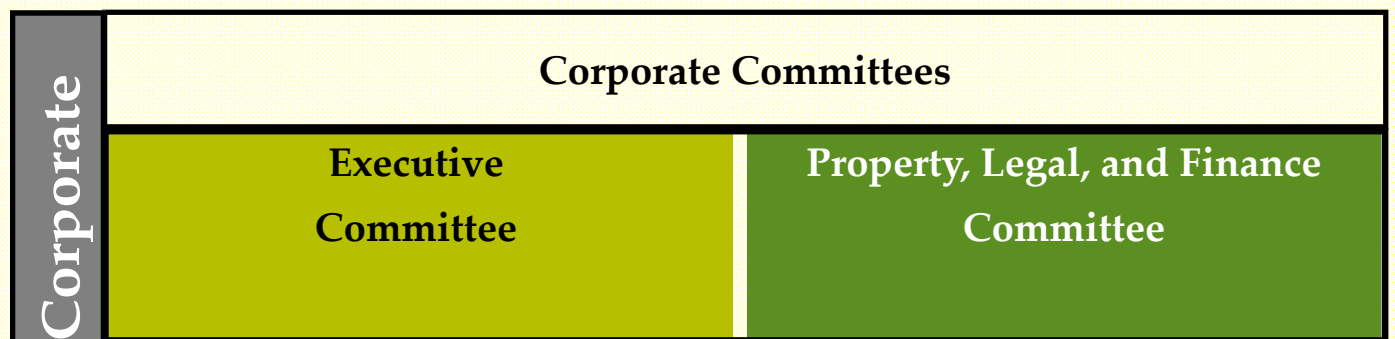 Corporate
Corporate Committees
Executive
Committee
Property, Legal, and Finance
Committee